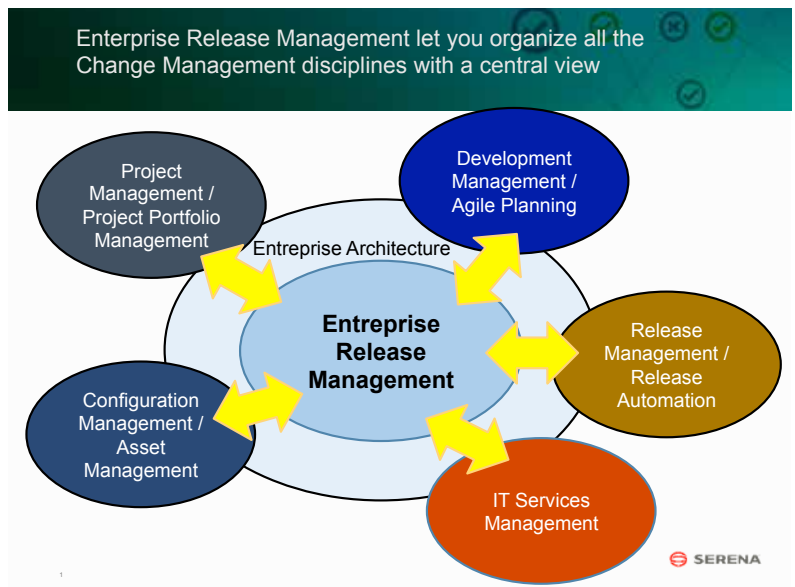 Enterprise Release Management let you organize all the
Change Management disciplines with a central view
Project
Management /
Project Portfolio
Management
Development
Management /
Agile Planning
Entreprise Architecture
Entreprise
Release
Management
Release
Management /
Release
Automation
Configuration
Management /
Asset
Management
IT Services
Management
1
SERENA